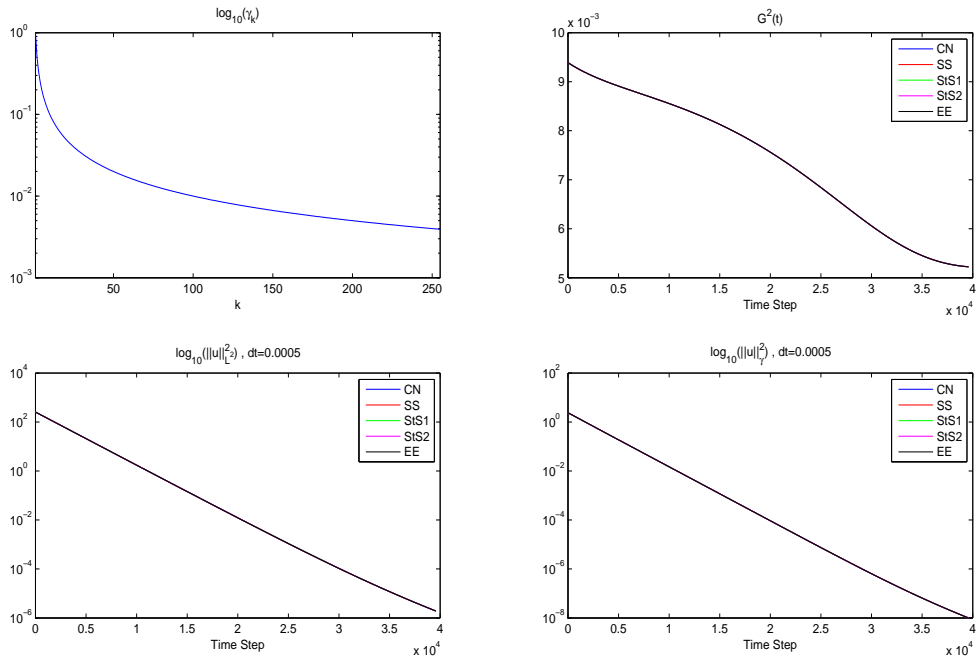 log10(γk)
10^0
10^-1
10^-2
10^-3
50
100
150
200
250
k
G^2(t)
x 10^-3
10
9
8
7
6
5
CN
SS
StS1
StS2
EE
0
0.5
1
1.5
2
2.5
3
3.5
4
Time Step
x 10^4
log10(||u||^2_L^2) , dt=0.0005
10^4
10^2
10^0
10^-2
10^-4
10^-6
CN
SS
StS1
StS2
EE
0
0.5
1
1.5
2
2.5
3
3.5
4
Time Step
x 10^4
log10(||u||^2_γ) , dt=0.0005
10^2
10^0
10^-2
10^-4
10^-6
10^-8
CN
SS
StS1
StS2
EE
0
0.5
1
1.5
2
2.5
3
3.5
4
Time Step
x 10^4